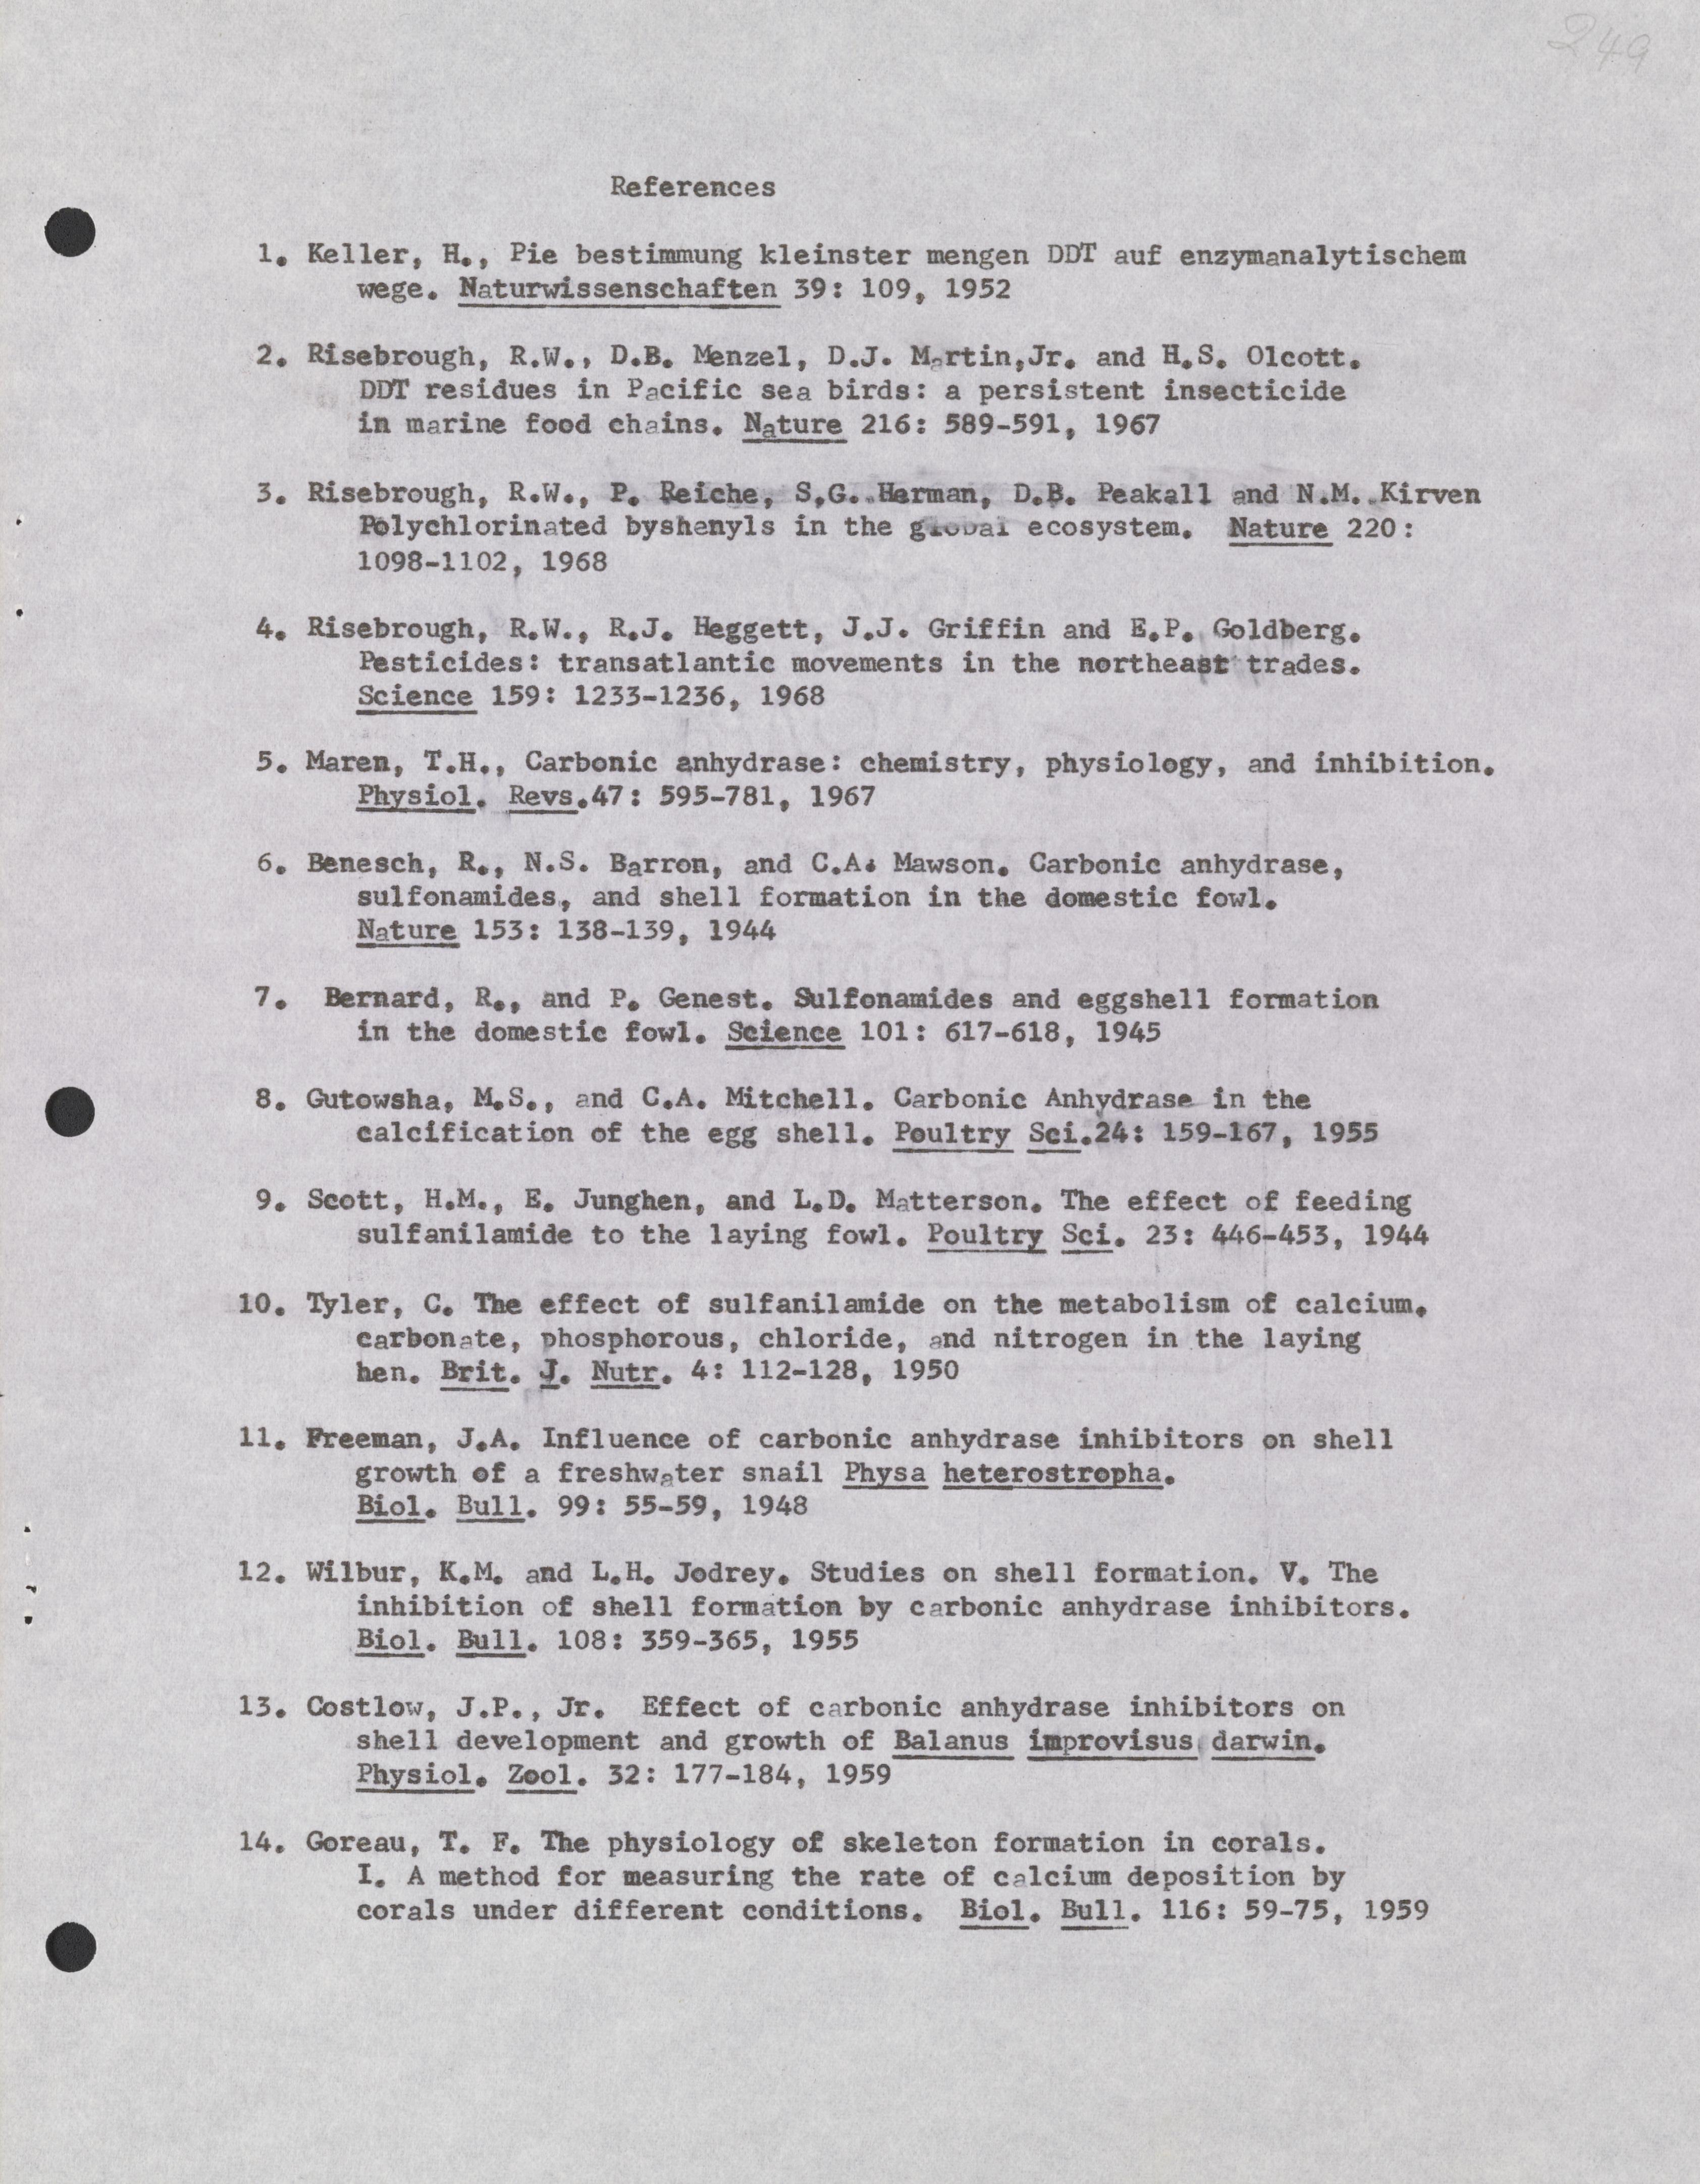 249
References
1. Keller, H., Pie bestimmung kleinster mengen DDT auf enzymanalytischem
wege. Naturwissenschaften 39: 109, 1952
2. Risebrough, R.W., D.B. Menzel, D.J. Martin,Jr. and H.S. Olcott.
DDT residues in Pacific sea birds: a persistent insecticide
in marine food chains. Nature 216: 589-591, 1967
3. Risebrough, R.W., P. Reiche, S.G. Herman, D.B. Peakall and N.M. Kirven
Polychlorinated byshenyls in the global ecosystem. Nature 220:
1098-1102, 1968
4. Risebrough, R.W., R.J. Heggett, J.J. Griffin and E.P. Goldberg.
Pesticides: transatlantic movements in the northeast trades.
Science 159: 1233-1236, 1968
5. Maren, T.H., Carbonic anhydrase: chemistry, physiology, and inhibition.
Physiol. Revs.47: 595-781, 1967
6. Benesch, R., N.S. Barron, and C.A. Mawson. Carbonic anhydrase,
sulfonamides, and shell formation in the domestic fowl.
Nature 153: 138-139, 1944
7. Bernard, R., and P. Genest. Sulfonamides and eggshell formation
in the domestic fowl. Science 101: 617-618, 1945
8. Gutowsha, M.S., and C.A. Mitchell. Carbonic Anhydrase in the
calcification of the egg shell. Poultry Sci.24: 159-167, 1955
9. Scott, H.M., E. Junghen, and L.D. Matterson. The effect of feeding
sulfanilamide to the laying fowl. Poultry Sci. 23: 446-453, 1944
10. Tyler, C. The effect of sulfanilamide on the metabolism of calcium,
carbonate, phosphorous, chloride, and nitrogen in the laying
hen. Brit. J. Nutr. 4: 112-128, 1950
11. Freeman, J.A. Influence of carbonic anhydrase inhibitors on shell
growth of a freshwater snail Physa heterostropha.
Biol. Bull. 99: 55-59, 1948
12. Wilbur, K.M. and L.H. Jodrey. Studies on shell formation. V. The
inhibition of shell formation by carbonic anhydrase inhibitors.
Biol. Bull. 108: 359-365, 1955
13. Costlow, J.P., Jr. Effect of carbonic anhydrase inhibitors on
shell development and growth of Balanus improvisus darwin.
Physiol. Zool. 32: 177-184, 1959
14. Goreau, T. F. The physiology of skeleton formation in corals.
I. A method for measuring the rate of calcium deposition by
corals under different conditions. Biol. Bull. 116: 59-75, 1959